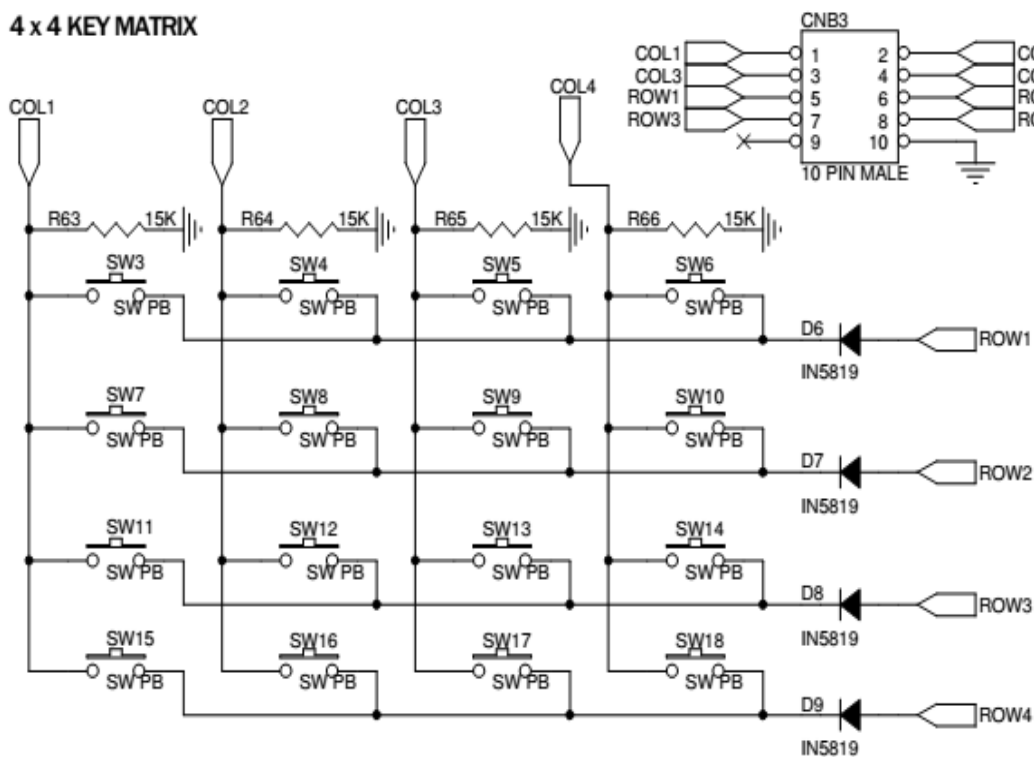 4 x 4 KEY MATRIX
CNB3
COL1 1 2 CO
COL3 3 4 CO
ROW1 5 6 RO
ROW3 7 8 RO
9 10
10 PIN MALE
COL1 COL2 COL3 COL4
R63 15K R64 15K R65 15K R66 15K
SW3 SW4 SW5 SW6
SW PB SW PB SW PB SW PB
D6 ROW1
IN5819
SW7 SW8 SW9 SW10
SW PB SW PB SW PB SW PB
D7 ROW2
IN5819
SW11 SW12 SW13 SW14
SW PB SW PB SW PB SW PB
D8 ROW3
IN5819
SW15 SW16 SW17 SW18
SW PB SW PB SW PB SW PB
D9 ROW4
IN5819